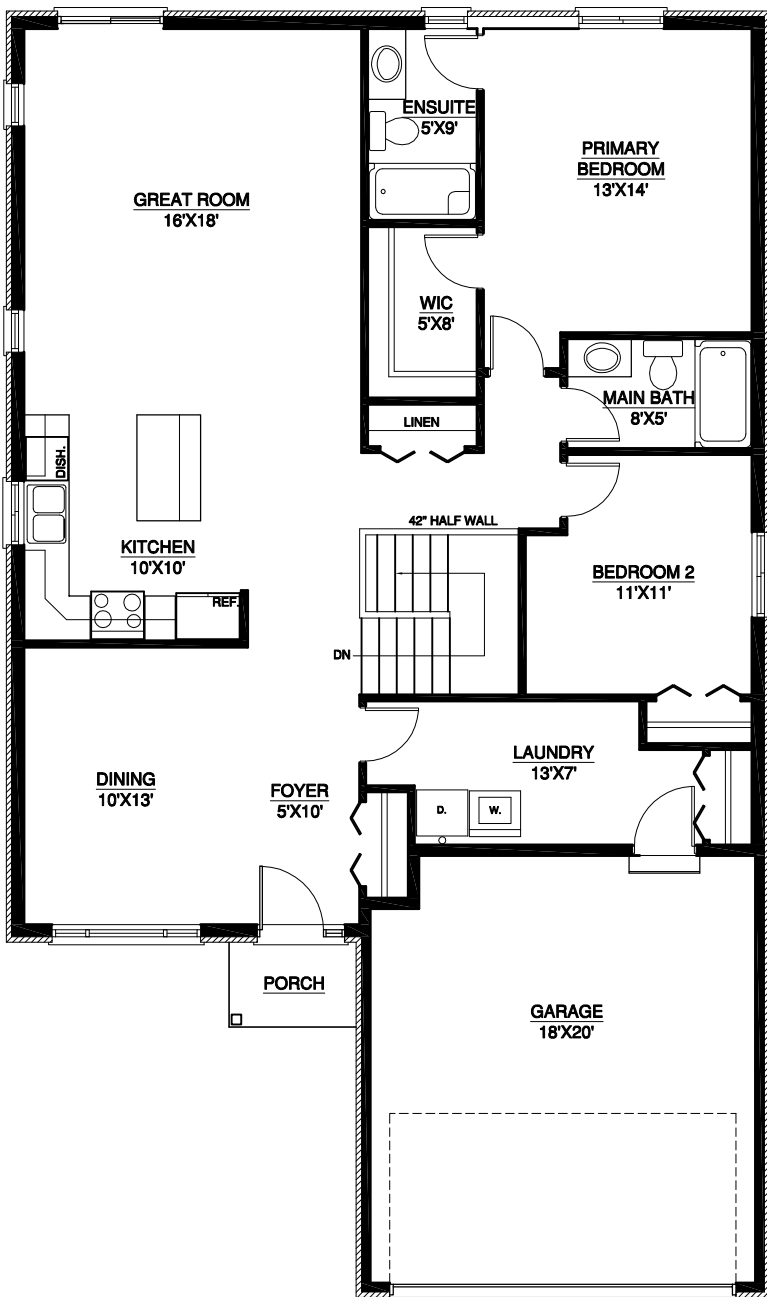 ENSUITE
5'X9'
PRIMARY
BEDROOM
13'X14'
GREAT ROOM
16'X18'
WIC
5'X8'
MAIN BATH
8'X5'
LINEN
DISH.
42" HALF WALL
KITCHEN
10'X10'
BEDROOM 2
11'X11'
REF.
DN
LAUNDRY
13'X7'
DINING
10'X13'
FOYER
5'X10'
D.
W.
PORCH
GARAGE
18'X20'